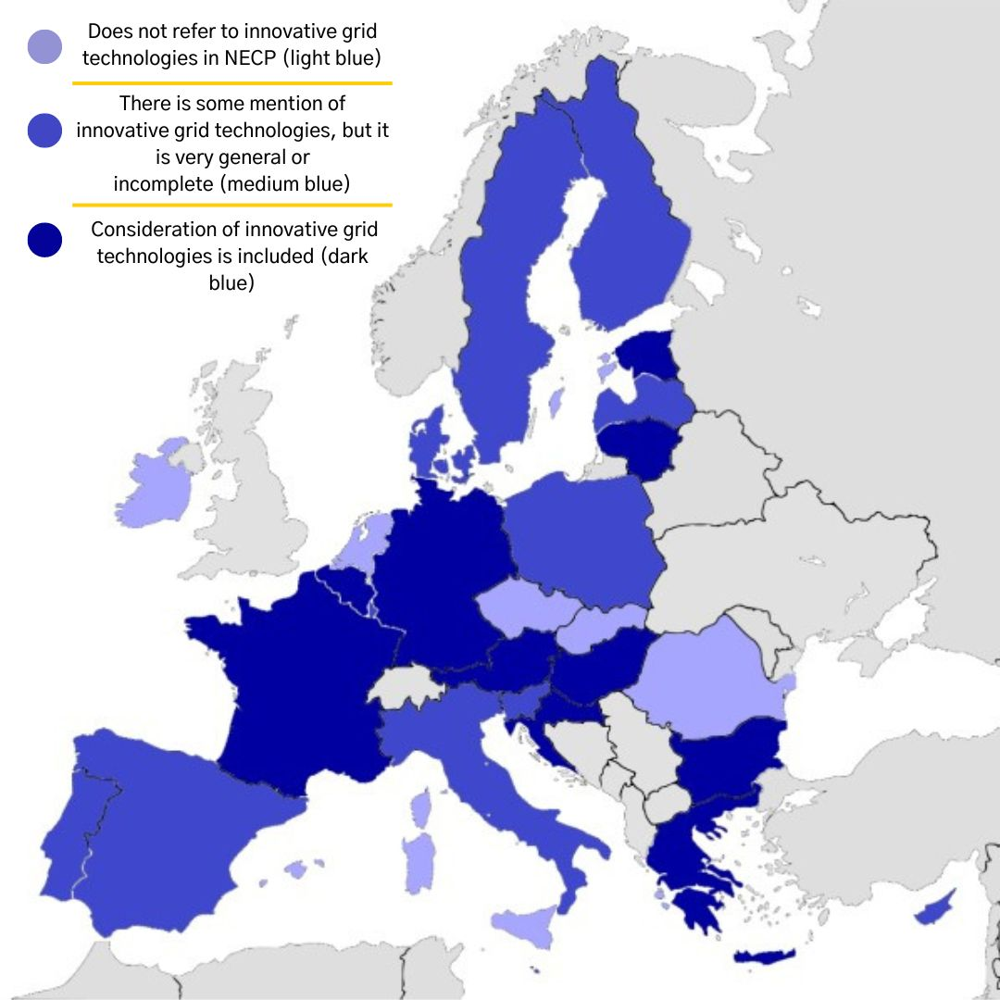 Does not refer to innovative grid
technologies in NECP (light blue)
There is some mention of
innovative grid technologies, but it
is very general or
incomplete (medium blue)
Consideration of innovative grid
technologies is included (dark
blue)